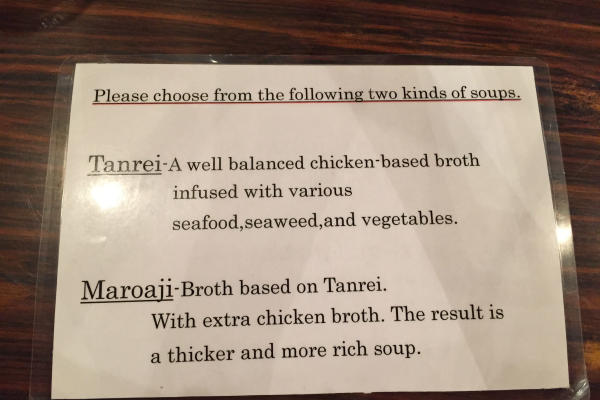 Please choose from the following two kinds of soups.
Tanrei-A well balanced chicken-based broth
infused with various
seafood,seaweed,and vegetables.
Maroaji-Broth based on Tanrei.
With extra chicken broth. The result is
a thicker and more rich soup.